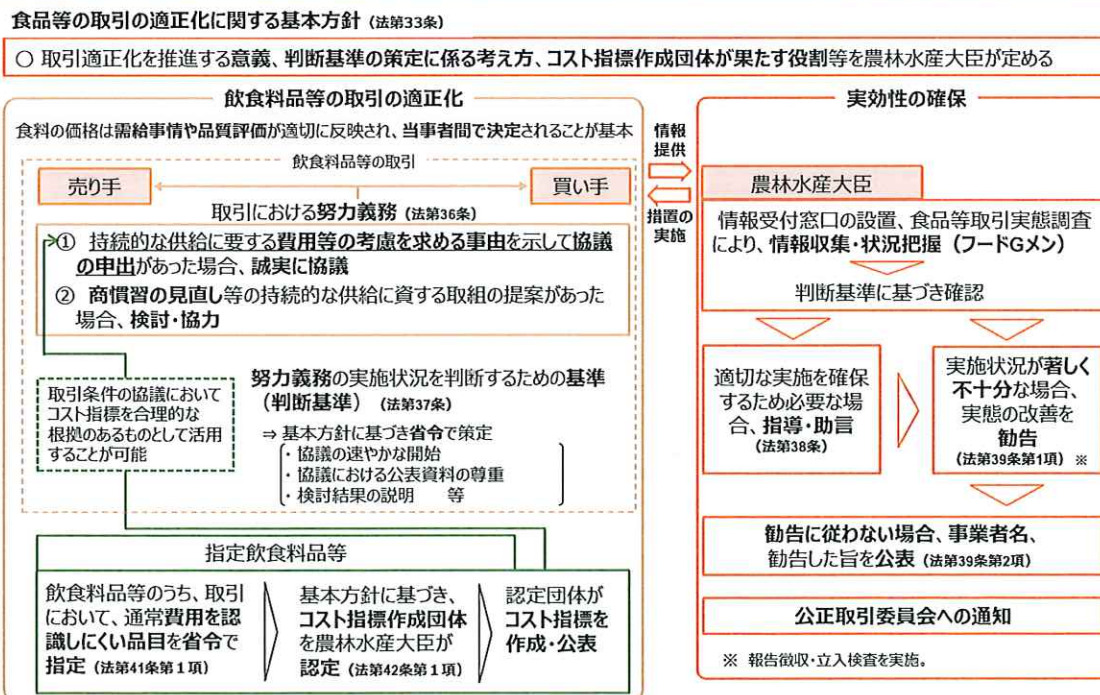 食品等の取引の適正化に関する基本方針 (法第33条)
○ 取引適正化を推進する意義、判断基準の策定に係る考え方、コスト指標作成団体が果たす役割等を農林水産大臣が定める
飲食料品等の取引の適正化
食料の価格は需給事情や品質評価が適切に反映され、当事者間で決定されることが基本
飲食料品等の取引
売り手
買い手
取引における努力義務 (法第36条)
① 持続的な供給に要する費用等の考慮を求める事由を示して協議
の申出があった場合、誠実に協議
② 商慣習の見直し等の持続的な供給に資する取組の提案があった
場合、検討・協力
取引条件の協議において
コスト指標を合理的な
根拠のあるものとして活用
することが可能
努力義務の実施状況を判断するための基準
(判断基準) (法第37条)
⇒ 基本方針に基づき省令で策定
・協議の速やかな開始
・協議における公表資料の尊重
・検討結果の説明 等
指定飲食料品等
飲食料品等のうち、取引
において、通常費用を認
識しにくい品目を省令で
指定 (法第41条第1項)
基本方針に基づき、
コスト指標作成団体
を農林水産大臣が
認定 (法第42条第1項)
認定団体が
コスト指標を
作成・公表
情報
提供
措置の
実施
実効性の確保
農林水産大臣
情報受付窓口の設置、食品等取引実態調査
により、情報収集・状況把握 (フードGメン)
判断基準に基づき確認
適切な実施を確保
するため必要な場
合、指導・助言
(法第38条)
実施状況が著しく
不十分な場合、
実態の改善を
勧告
(法第39条第1項) ※
勧告に従わない場合、事業者名、
勧告した旨を公表 (法第39条第2項)
公正取引委員会への通知
※ 報告徴収・立入検査を実施。